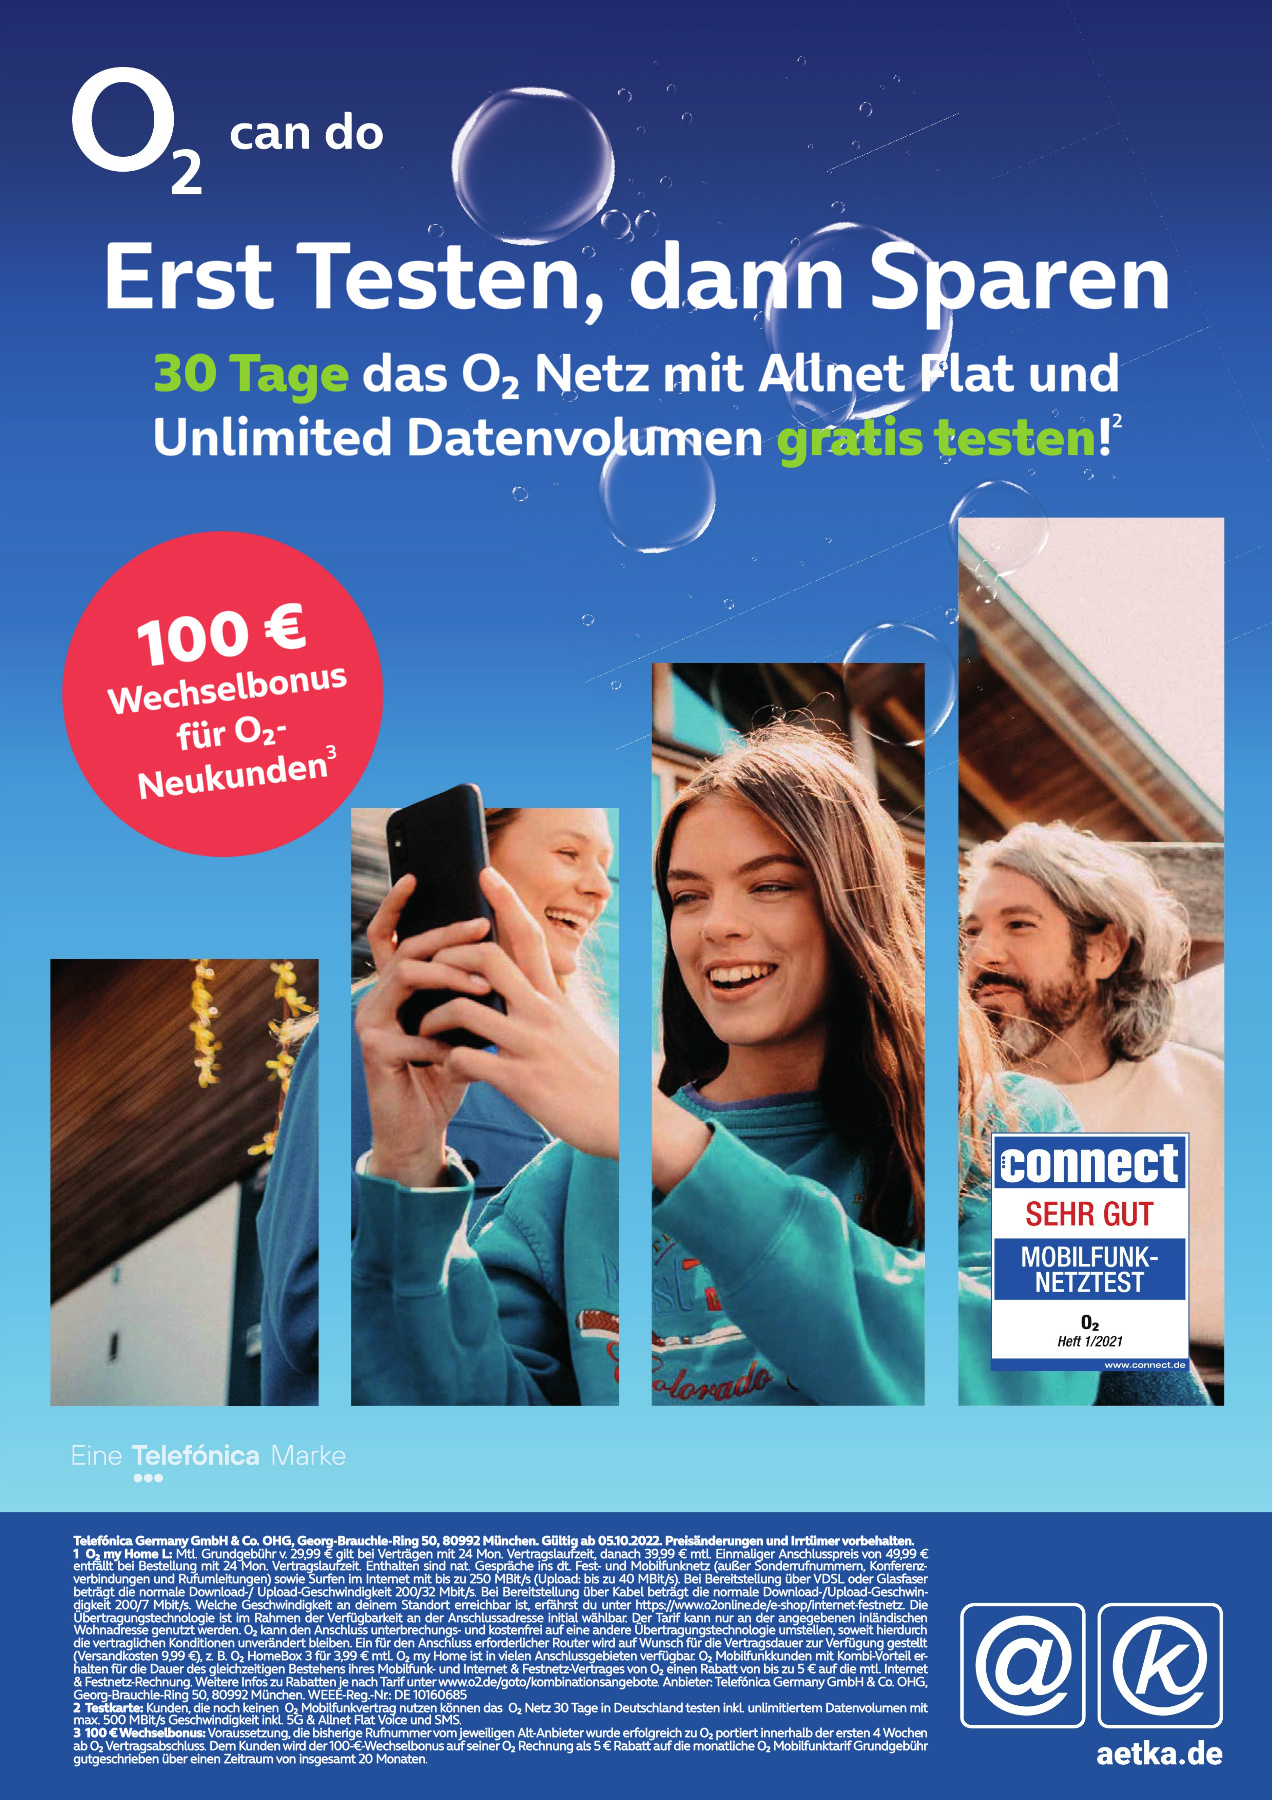 O₂ can do
Erst Testen, dann Sparen
30 Tage das O₂ Netz mit Allnet Flat und
Unlimited Datenvolumen gratis testen!²
100 €
Wechselbonus
für O₂-
Neukunden³
Colorado
connect
SEHR GUT
MOBILFUNK-
NETZTEST
O₂
Heft 1/2021
www.connect.de
Eine Telefónica Marke
Telefónica Germany GmbH & Co. OHG, Georg-Brauchle-Ring 50, 80992 München. Gültig ab 05.10.2022. Preisänderungen und Irrtümer vorbehalten.
1 O₂ my Home L: Mtl. Grundgebühr v. 29,99 € gilt bei Verträgen mit 24 Mon. Vertragslaufzeit, danach 39,99 € mtl. Einmaliger Anschlusspreis von 49,99 €
entfällt bei Bestellung mit 24 Mon. Vertragslaufzeit. Enthalten sind nat. Gespräche ins dt. Fest- und Mobilfunknetz (außer Sonderrufnummern, Konferenz-
verbindungen und Rufumleitungen) sowie Surfen im Internet mit bis zu 250 MBit/s (Upload: bis zu 40 MBit/s). Bei Bereitstellung über VDSL oder Glasfaser
beträgt die normale Download-/ Upload-Geschwindigkeit 200/32 Mbit/s. Bei Bereitstellung über Kabel beträgt die normale Download-/Upload-Geschwin-
digkeit 200/7 Mbit/s. Welche Geschwindigkeit an deinem Standort erreichbar ist, erfährst du unter https://www.o2online.de/e-shop/internet-festnetz. Die
Übertragungstechnologie ist im Rahmen der Verfügbarkeit an der Anschlussadresse initial wählbar. Der Tarif kann nur an der angegebenen inländischen
Wohnadresse genutzt werden. O₂ kann den Anschluss unterbrechungs- und kostenfrei auf eine andere Übertragungstechnologie umstellen, soweit hierdurch
die vertraglichen Konditionen unverändert bleiben. Ein für den Anschluss erforderlicher Router wird auf Wunsch für die Vertragsdauer zur Verfügung gestellt
(Versandkosten 9,99 €), z. B. O₂ HomeBox 3 für 3,99 € mtl. O₂ my Home ist in vielen Anschlussgebieten verfügbar. O₂ Mobilfunkkunden mit Kombi-Vorteil er-
halten für die Dauer des gleichzeitigen Bestehens ihres Mobilfunk- und Internet & Festnetz-Vertrages von O₂ einen Rabatt von bis zu 5 € auf die mtl. Internet
& Festnetz-Rechnung. Weitere Infos zu Rabatten je nach Tarif unter www.o2.de/goto/kombinationsangebote. Anbieter: Telefónica Germany GmbH & Co. OHG,
Georg-Brauchle-Ring 50, 80992 München. WEEE-Reg.-Nr.: DE 10160685
2 Testkarte: Kunden, die noch keinen O₂ Mobilfunkvertrag nutzen können das O₂ Netz 30 Tage in Deutschland testen inkl. unlimitiertem Datenvolumen mit
max. 500 MBit/s Geschwindigkeit inkl. 5G & Allnet Flat Voice und SMS.
3 100 € Wechselbonus: Voraussetzung, die bisherige Rufnummer vom jeweiligen Alt-Anbieter wurde erfolgreich zu O₂ portiert innerhalb der ersten 4 Wochen
ab O₂ Vertragsabschluss. Dem Kunden wird der 100-€-Wechselbonus auf seiner O₂ Rechnung als 5 € Rabatt auf die monatliche O₂ Mobilfunktarif Grundgebühr
gutgeschrieben über einen Zeitraum von insgesamt 20 Monaten.
@ k
aetka.de